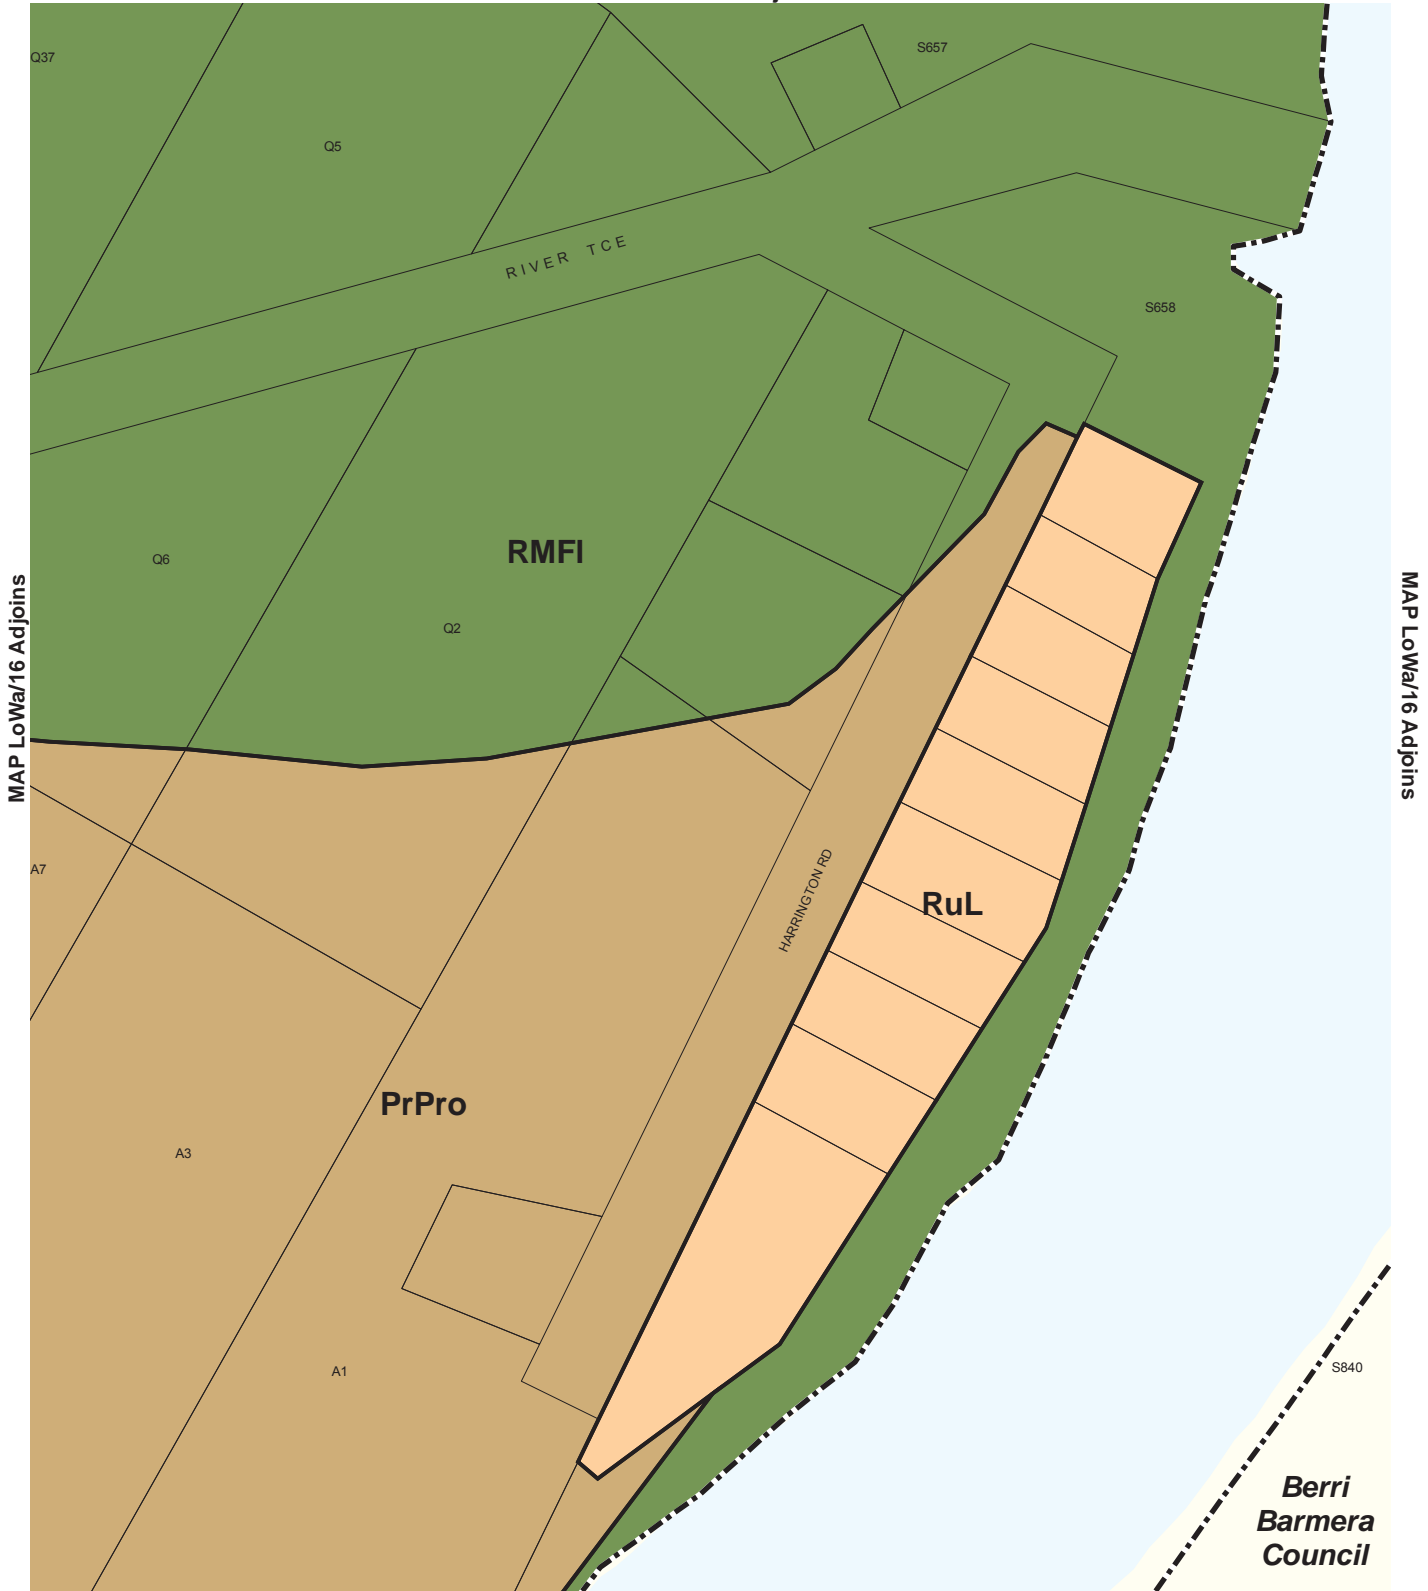 S657
Q37
Q5
RIVER TCE
S658
RMFI
Q6
Q2
MAP LoWa/16 Adjoins
MAP LoWa/16 Adjoins
A7
HARRINGTON RD
RuL
PrPro
A3
A1
S840
Berri
Barmera
Council